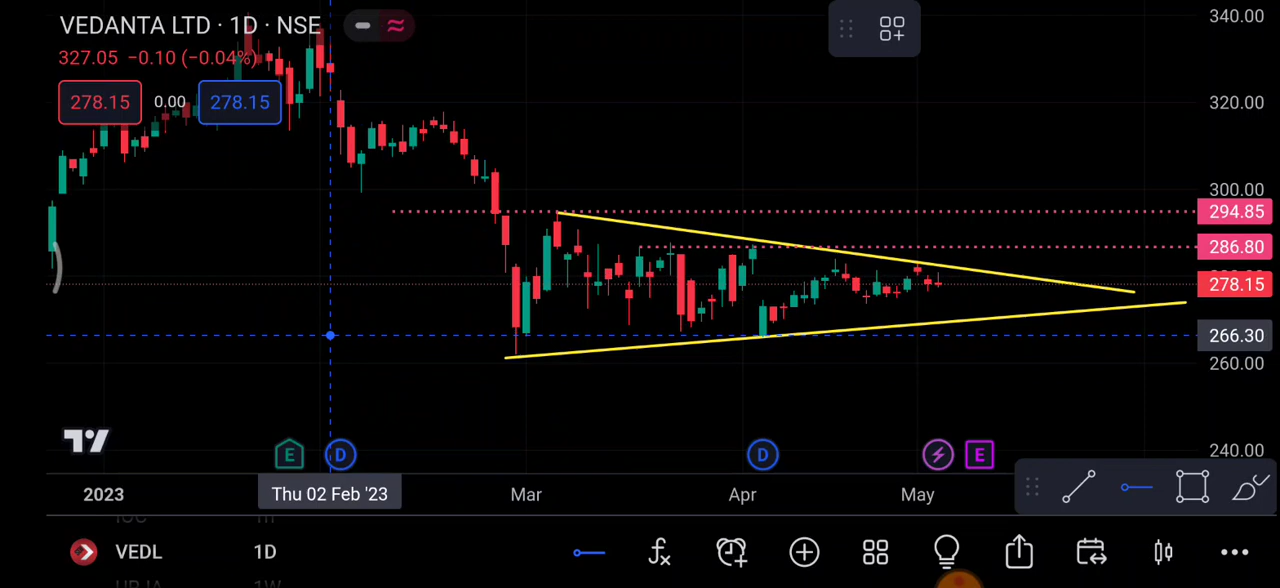 VEDANTA LTD · 1D · NSE
327.05 −0.10 (−0.04%)
278.15 0.00 278.15
340.00
320.00
300.00
294.85
286.80
278.15
266.30
260.00
240.00
E D D E
2023 Thu 02 Feb '23 Mar Apr May
VEDL 1D
1W